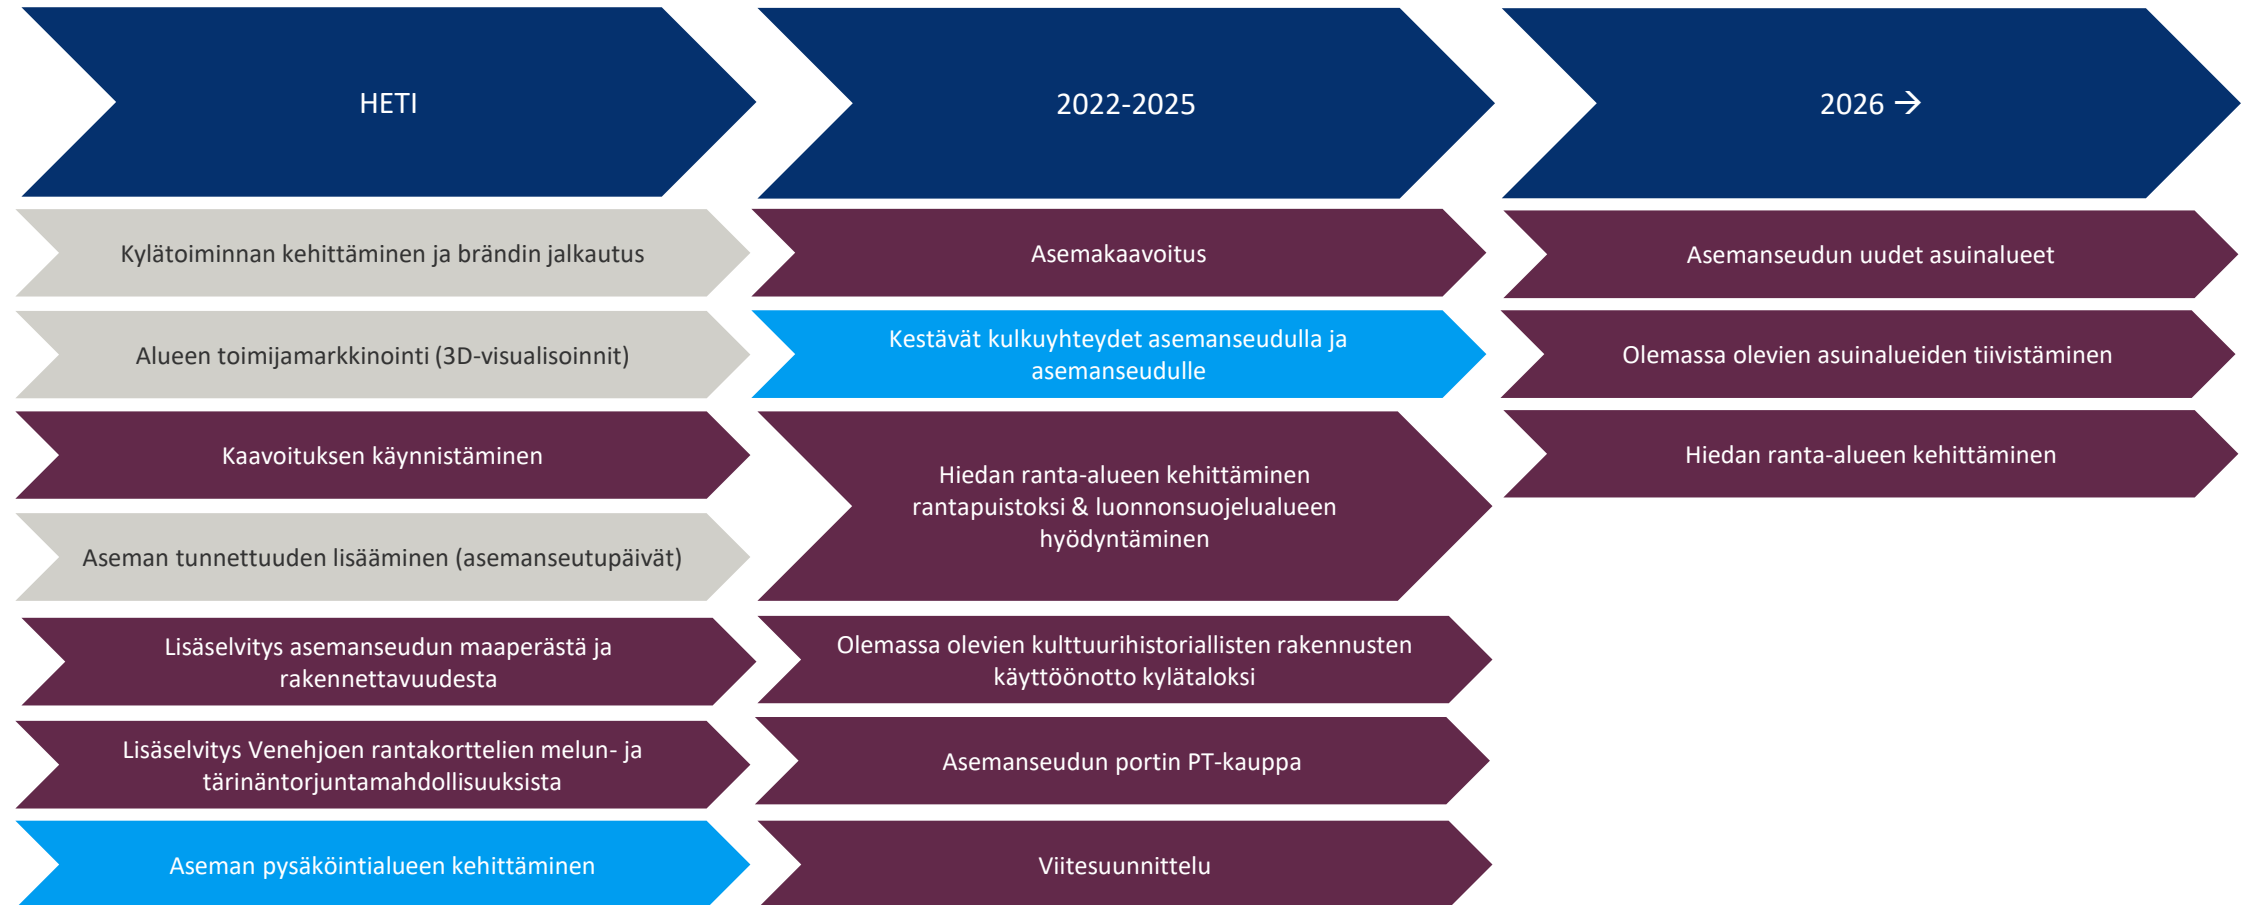 HETI
Kylätoiminnan kehittäminen ja brändin jalkautus
Alueen toimijamarkkinointi (3D-visualisoinnit)
Kaavoituksen käynnistäminen
Aseman tunnettuuden lisääminen (asemanseutupäivät)
Lisäselvitys asemanseudun maaperästä ja
rakennettavuudesta
Lisäselvitys Venehjoen rantakorttelien melun- ja
tärinäntorjuntamahdollisuuksista
Aseman pysäköintialueen kehittäminen
2022-2025
Asemakaavoitus
Kestävät kulkuyhteydet asemanseudulla ja
asemanseudulle
Hiedan ranta-alueen kehittäminen
rantapuistoksi & luonnonsuojelualueen
hyödyntäminen
Olemassa olevien kulttuurihistoriallisten rakennusten
käyttöönotto kylätaloksi
Asemanseudun portin PT-kauppa
Viitesuunnittelu
2026 →
Asemanseudun uudet asuinalueet
Olemassa olevien asuinalueiden tiivistäminen
Hiedan ranta-alueen kehittäminen